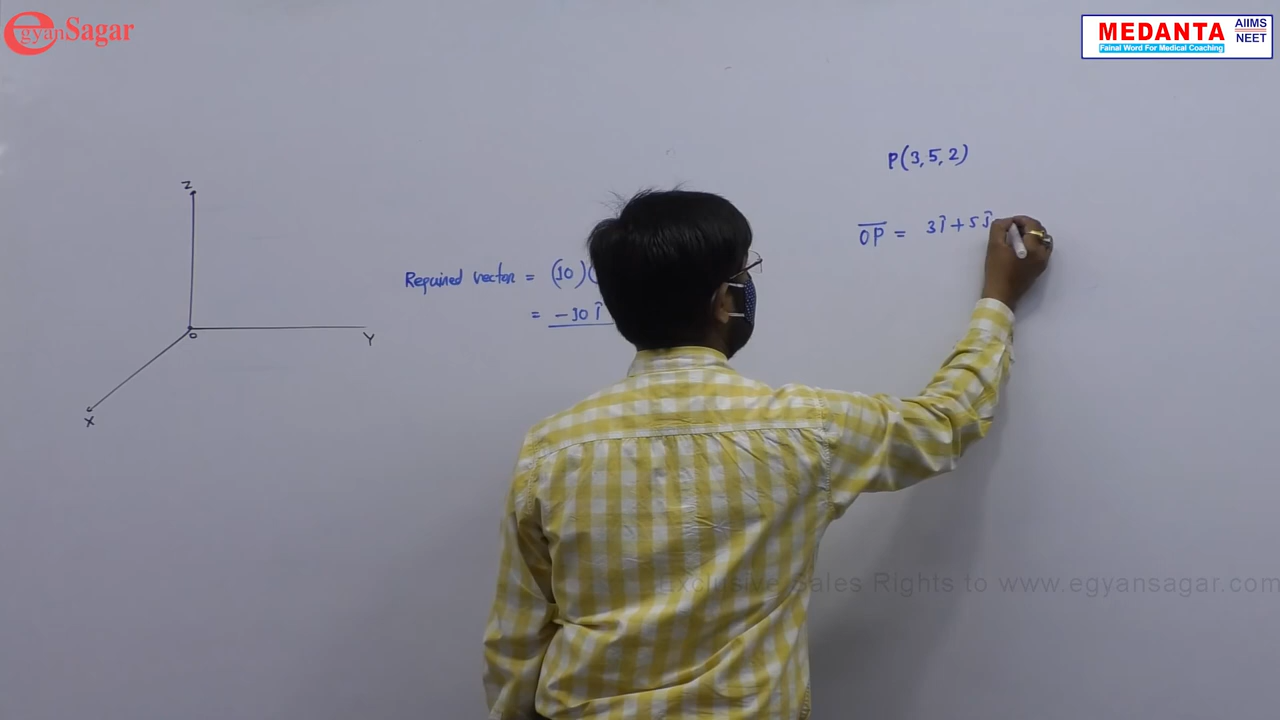 egyanSagar
MEDANTA
AIIMS
NEET
Fainal Word For Medical Coaching
P(3,5,2)
Z
OP = 3î + 5ĵ
Required vector = (10)(
= -10 î
O
Y
X
Exclusive Sales Rights to www.egyansagar.com